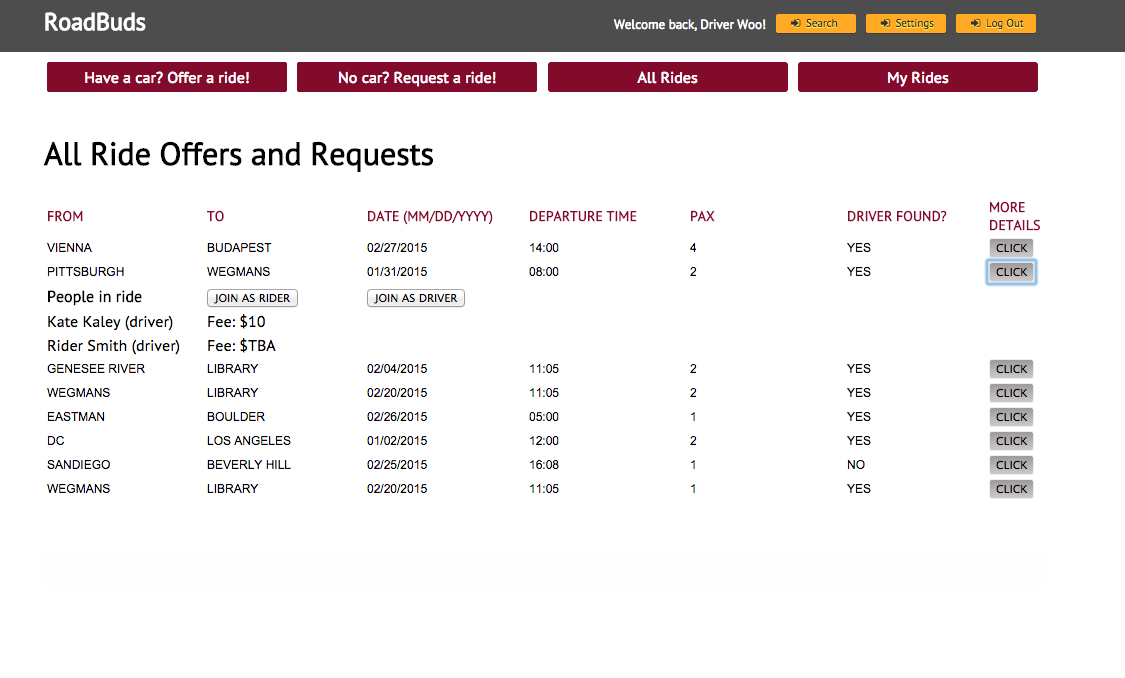 RoadBuds
Welcome back, Driver Woo! Search Settings Log Out
Have a car? Offer a ride! No car? Request a ride! All Rides My Rides
All Ride Offers and Requests
FROM TO DATE (MM/DD/YYYY) DEPARTURE TIME PAX DRIVER FOUND? MORE DETAILS
VIENNA BUDAPEST 02/27/2015 14:00 4 YES CLICK
PITTSBURGH WEGMANS 01/31/2015 08:00 2 YES CLICK
People in ride JOIN AS RIDER JOIN AS DRIVER
Kate Kaley (driver) Fee: $10
Rider Smith (driver) Fee: $TBA
GENESEE RIVER LIBRARY 02/04/2015 11:05 2 YES CLICK
WEGMANS LIBRARY 02/20/2015 11:05 2 YES CLICK
EASTMAN BOULDER 02/26/2015 05:00 1 YES CLICK
DC LOS ANGELES 01/02/2015 12:00 2 YES CLICK
SANDIEGO BEVERLY HILL 02/25/2015 16:08 1 NO CLICK
WEGMANS LIBRARY 02/20/2015 11:05 1 YES CLICK